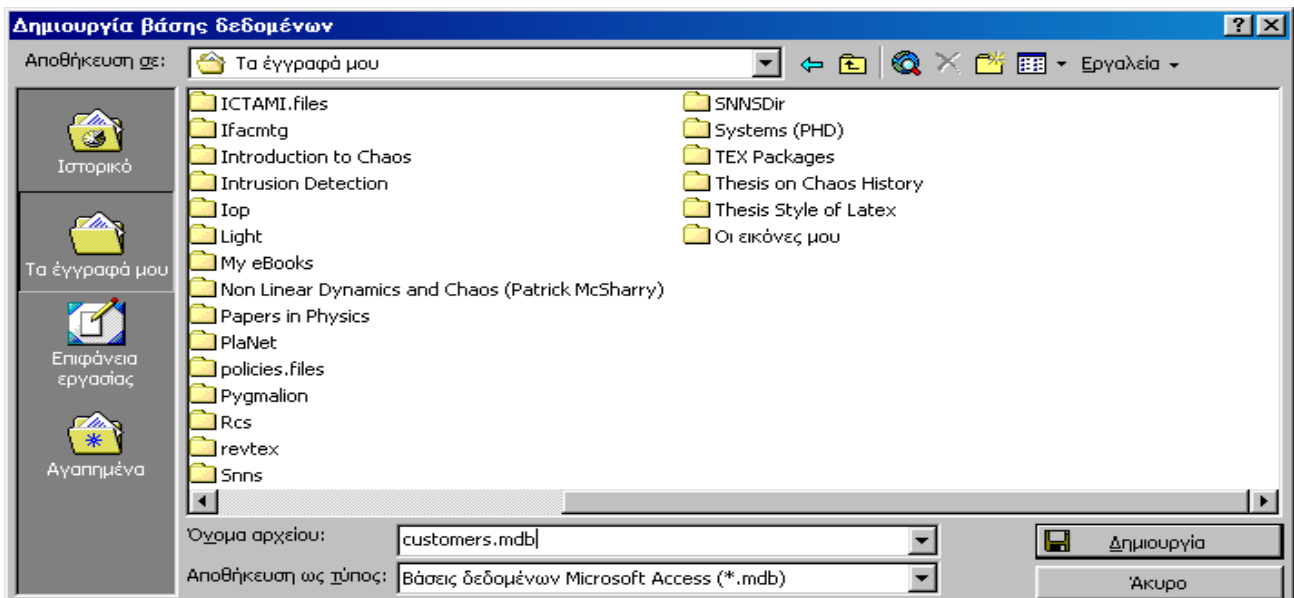 Δημιουργία βάσης δεδομένων
Αποθήκευση σε:
Τα έγγραφά μου
Εργαλεία
Ιστορικό
Τα έγγραφά μου
Επιφάνεια
εργασίας
Αγαπημένα
ICTAMI.files
Ifacmtg
Introduction to Chaos
Intrusion Detection
Iop
Light
My eBooks
Non Linear Dynamics and Chaos (Patrick McSharry)
Papers in Physics
PlaNet
policies.files
Pygmalion
Rcs
revtex
Snns
SNNSDir
Systems (PHD)
TEX Packages
Thesis on Chaos History
Thesis Style of Latex
Οι εικόνες μου
Όνομα αρχείου:
customers.mdb
Δημιουργία
Αποθήκευση ως τύπος:
Βάσεις δεδομένων Microsoft Access (*.mdb)
Άκυρο